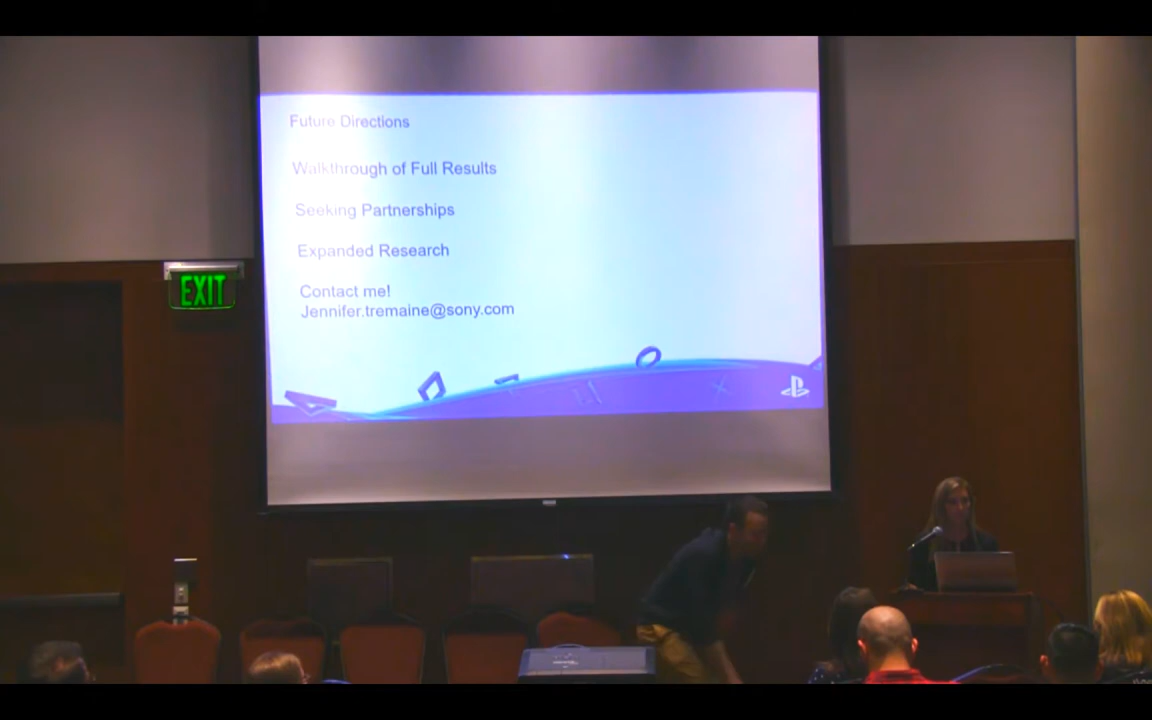 Future Directions
Walkthrough of Full Results
Seeking Partnerships
Expanded Research
Contact me!
Jennifer.tremaine@sony.com
EXIT